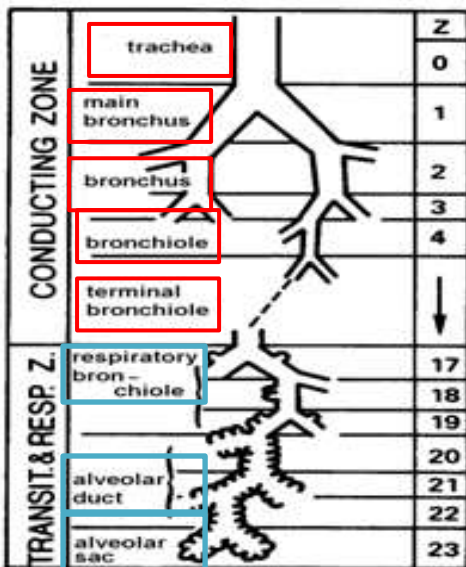 CONDUCTING ZONE
trachea
main
bronchus
bronchus
bronchiole
terminal
bronchiole
TRANSIT.& RESP. Z.
respiratory
bron-
chiole
alveolar
duct
alveolar
sac
Z
0
1
2
3
4
17
18
19
20
21
22
23